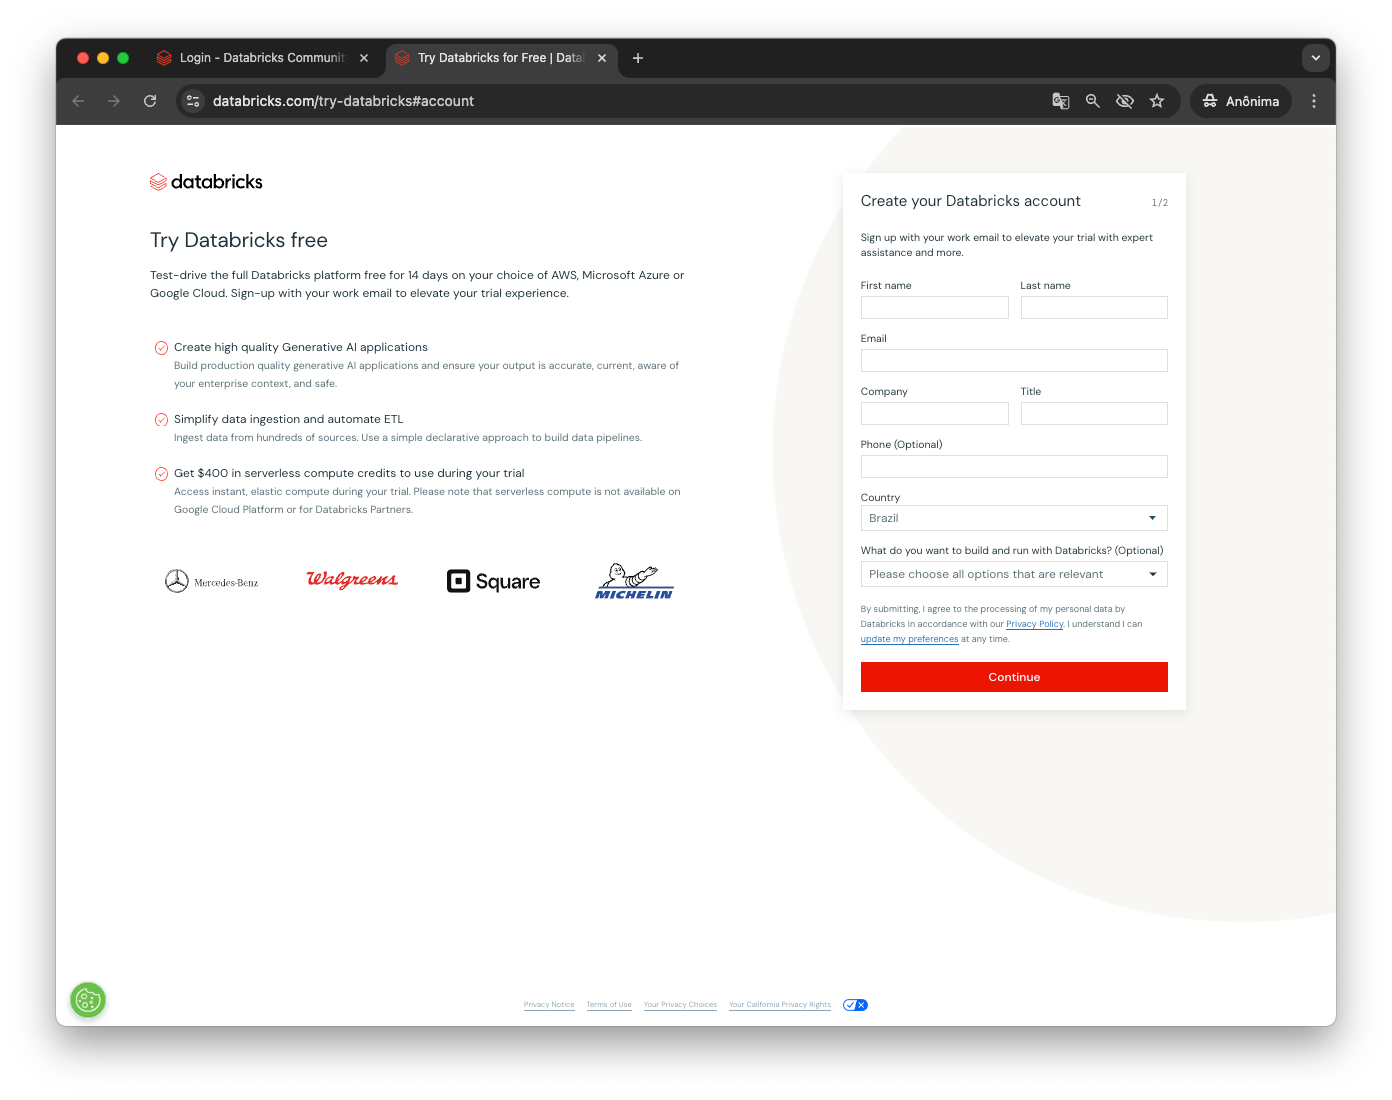 Login - Databricks Community
Try Databricks for Free | Data
databricks.com/try-databricks#account
Anônima
databricks
Try Databricks free
Test-drive the full Databricks platform free for 14 days on your choice of AWS, Microsoft Azure or
Google Cloud. Sign-up with your work email to elevate your trial experience.
Create high quality Generative AI applications
Build production quality generative AI applications and ensure your output is accurate, current, aware of
your enterprise context, and safe.
Simplify data ingestion and automate ETL
Ingest data from hundreds of sources. Use a simple declarative approach to build data pipelines.
Get $400 in serverless compute credits to use during your trial
Access instant, elastic compute during your trial. Please note that serverless compute is not available on
Google Cloud Platform or for Databricks Partners.
Mercedes-Benz
Walgreens
Square
MICHELIN
Create your Databricks account
1/2
Sign up with your work email to elevate your trial with expert
assistance and more.
First name
Last name
Email
Company
Title
Phone (Optional)
Country
Brazil
What do you want to build and run with Databricks? (Optional)
Please choose all options that are relevant
By submitting, I agree to the processing of my personal data by
Databricks in accordance with our Privacy Policy. I understand I can
update my preferences at any time.
Continue
Privacy Notice
Terms of Use
Your Privacy Choices
Your California Privacy Rights